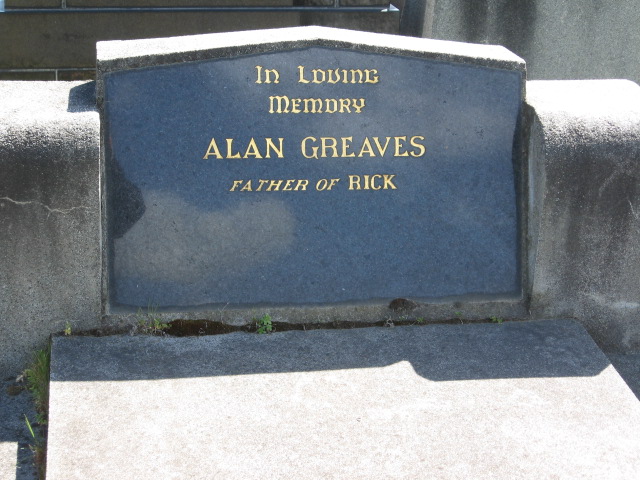 In Loving
Memory
ALAN GREAVES
FATHER OF RICK